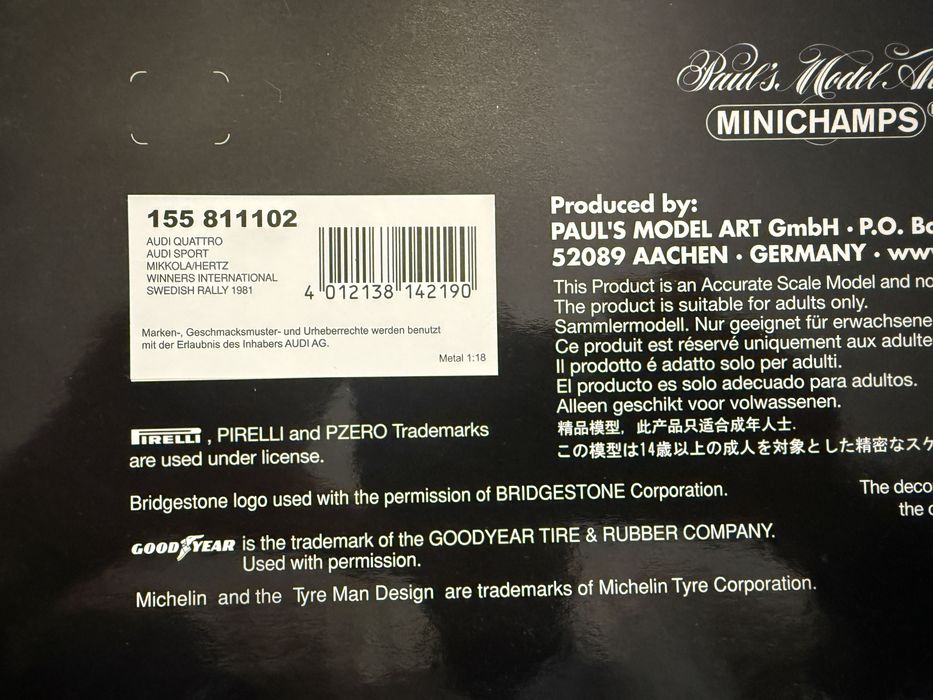 Paul's Model
MINICHAMPS
155 811102
AUDI QUATTRO
AUDI SPORT
MIKKOLA/HERTZ
WINNERS INTERNATIONAL
SWEDISH RALLY 1981
4 012138 142190
Marken-, Geschmacksmuster- und Urheberrechte werden benutzt
mit der Erlaubnis des Inhabers AUDI AG.
Metal 1:18
Produced by:
PAUL'S MODEL ART GmbH · P.O.
52089 AACHEN · GERMANY ·
This Product is an Accurate Scale Model and
The product is suitable for adults only.
Sammlermodell. Nur geeignet für erwachsene
Ce produit est réservé uniquement aux adulte
Il prodotto é adatto solo per adulti.
El producto es solo adecuado para adultos.
Alleen geschikt voor volwassenen.
精品模型，此产品只适合成年人士.
この模型は14歳以上の成人を対象とした精密なスケ
PIRELLI , PIRELLI and PZERO Trademarks
are used under license.
Bridgestone logo used with the permission of BRIDGESTONE Corporation.
The deco
the
GOODYEAR is the trademark of the GOODYEAR TIRE & RUBBER COMPANY.
Used with permission.
Michelin and the Tyre Man Design are trademarks of Michelin Tyre Corporation.